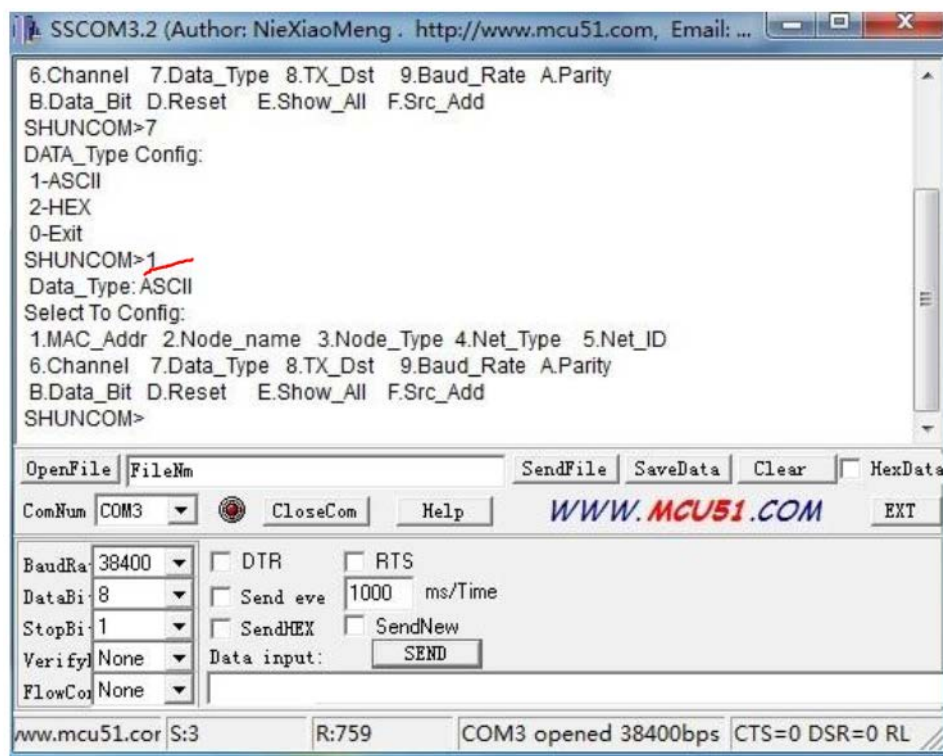 SSCOM3.2 (Author: NieXiaoMeng . http://www.mcu51.com, Email: ...
6.Channel 7.Data_Type 8.TX_Dst 9.Baud_Rate A.Parity
B.Data_Bit D.Reset E.Show_All F.Src_Add
SHUNCOM>7
DATA_Type Config:
1-ASCII
2-HEX
0-Exit
SHUNCOM>1
Data_Type: ASCII
Select To Config:
1.MAC_Addr 2.Node_name 3.Node_Type 4.Net_Type 5.Net_ID
6.Channel 7.Data_Type 8.TX_Dst 9.Baud_Rate A.Parity
B.Data_Bit D.Reset E.Show_All F.Src_Add
SHUNCOM>
OpenFile FileNm SendFile SaveData Clear HexData
ComNum COM3 CloseCom Help WWW.MCU51.COM EXT
BaudRa 38400 DTR RTS
DataBi 8 Send eve 1000 ms/Time
StopBi 1 SendHEX SendNew
Verify None Data input: SEND
FlowCo None
www.mcu51.cor S:3 R:759 COM3 opened 38400bps CTS=0 DSR=0 RL